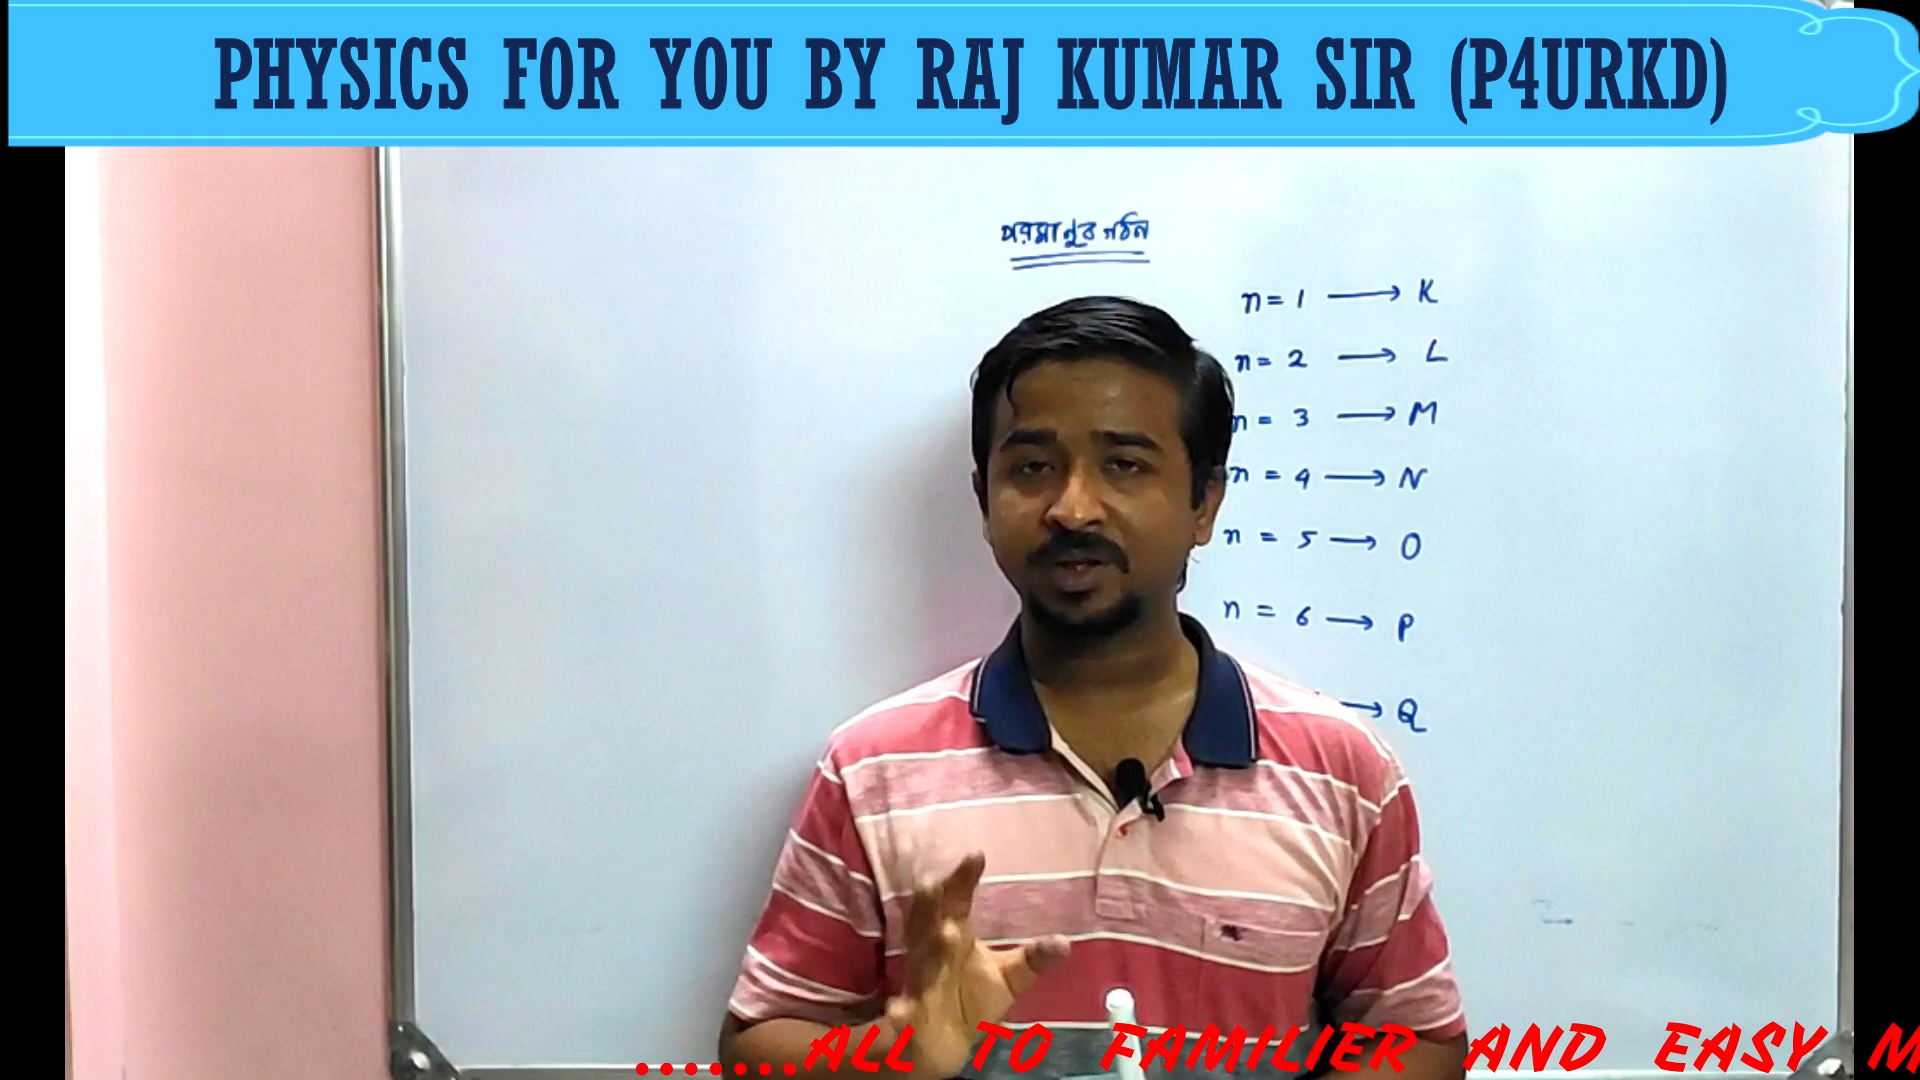 PHYSICS FOR YOU BY RAJ KUMAR SIR (P4URKD)
পরমাণুর গঠন
n = 1 ⟶ K
n = 2 ⟶ L
n = 3 ⟶ M
n = 4 ⟶ N
n = 5 ⟶ O
n = 6 ⟶ P
⟶ Q
.......ALL TO FAMILIER AND EASY M